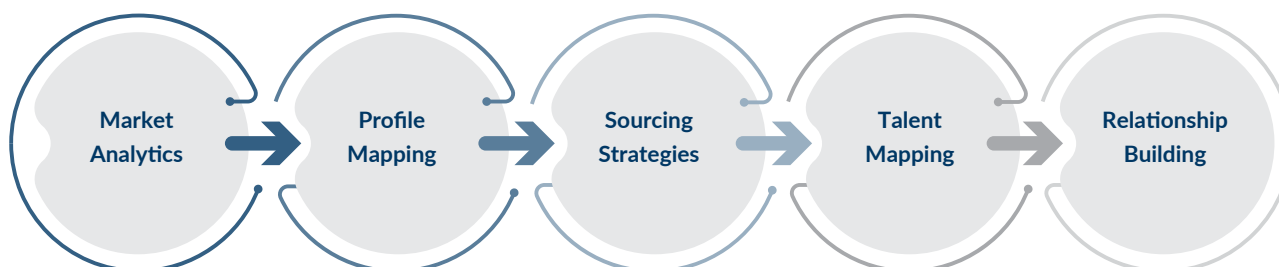 Market
Analytics
Profile
Mapping
Sourcing
Strategies
Talent
Mapping
Relationship
Building